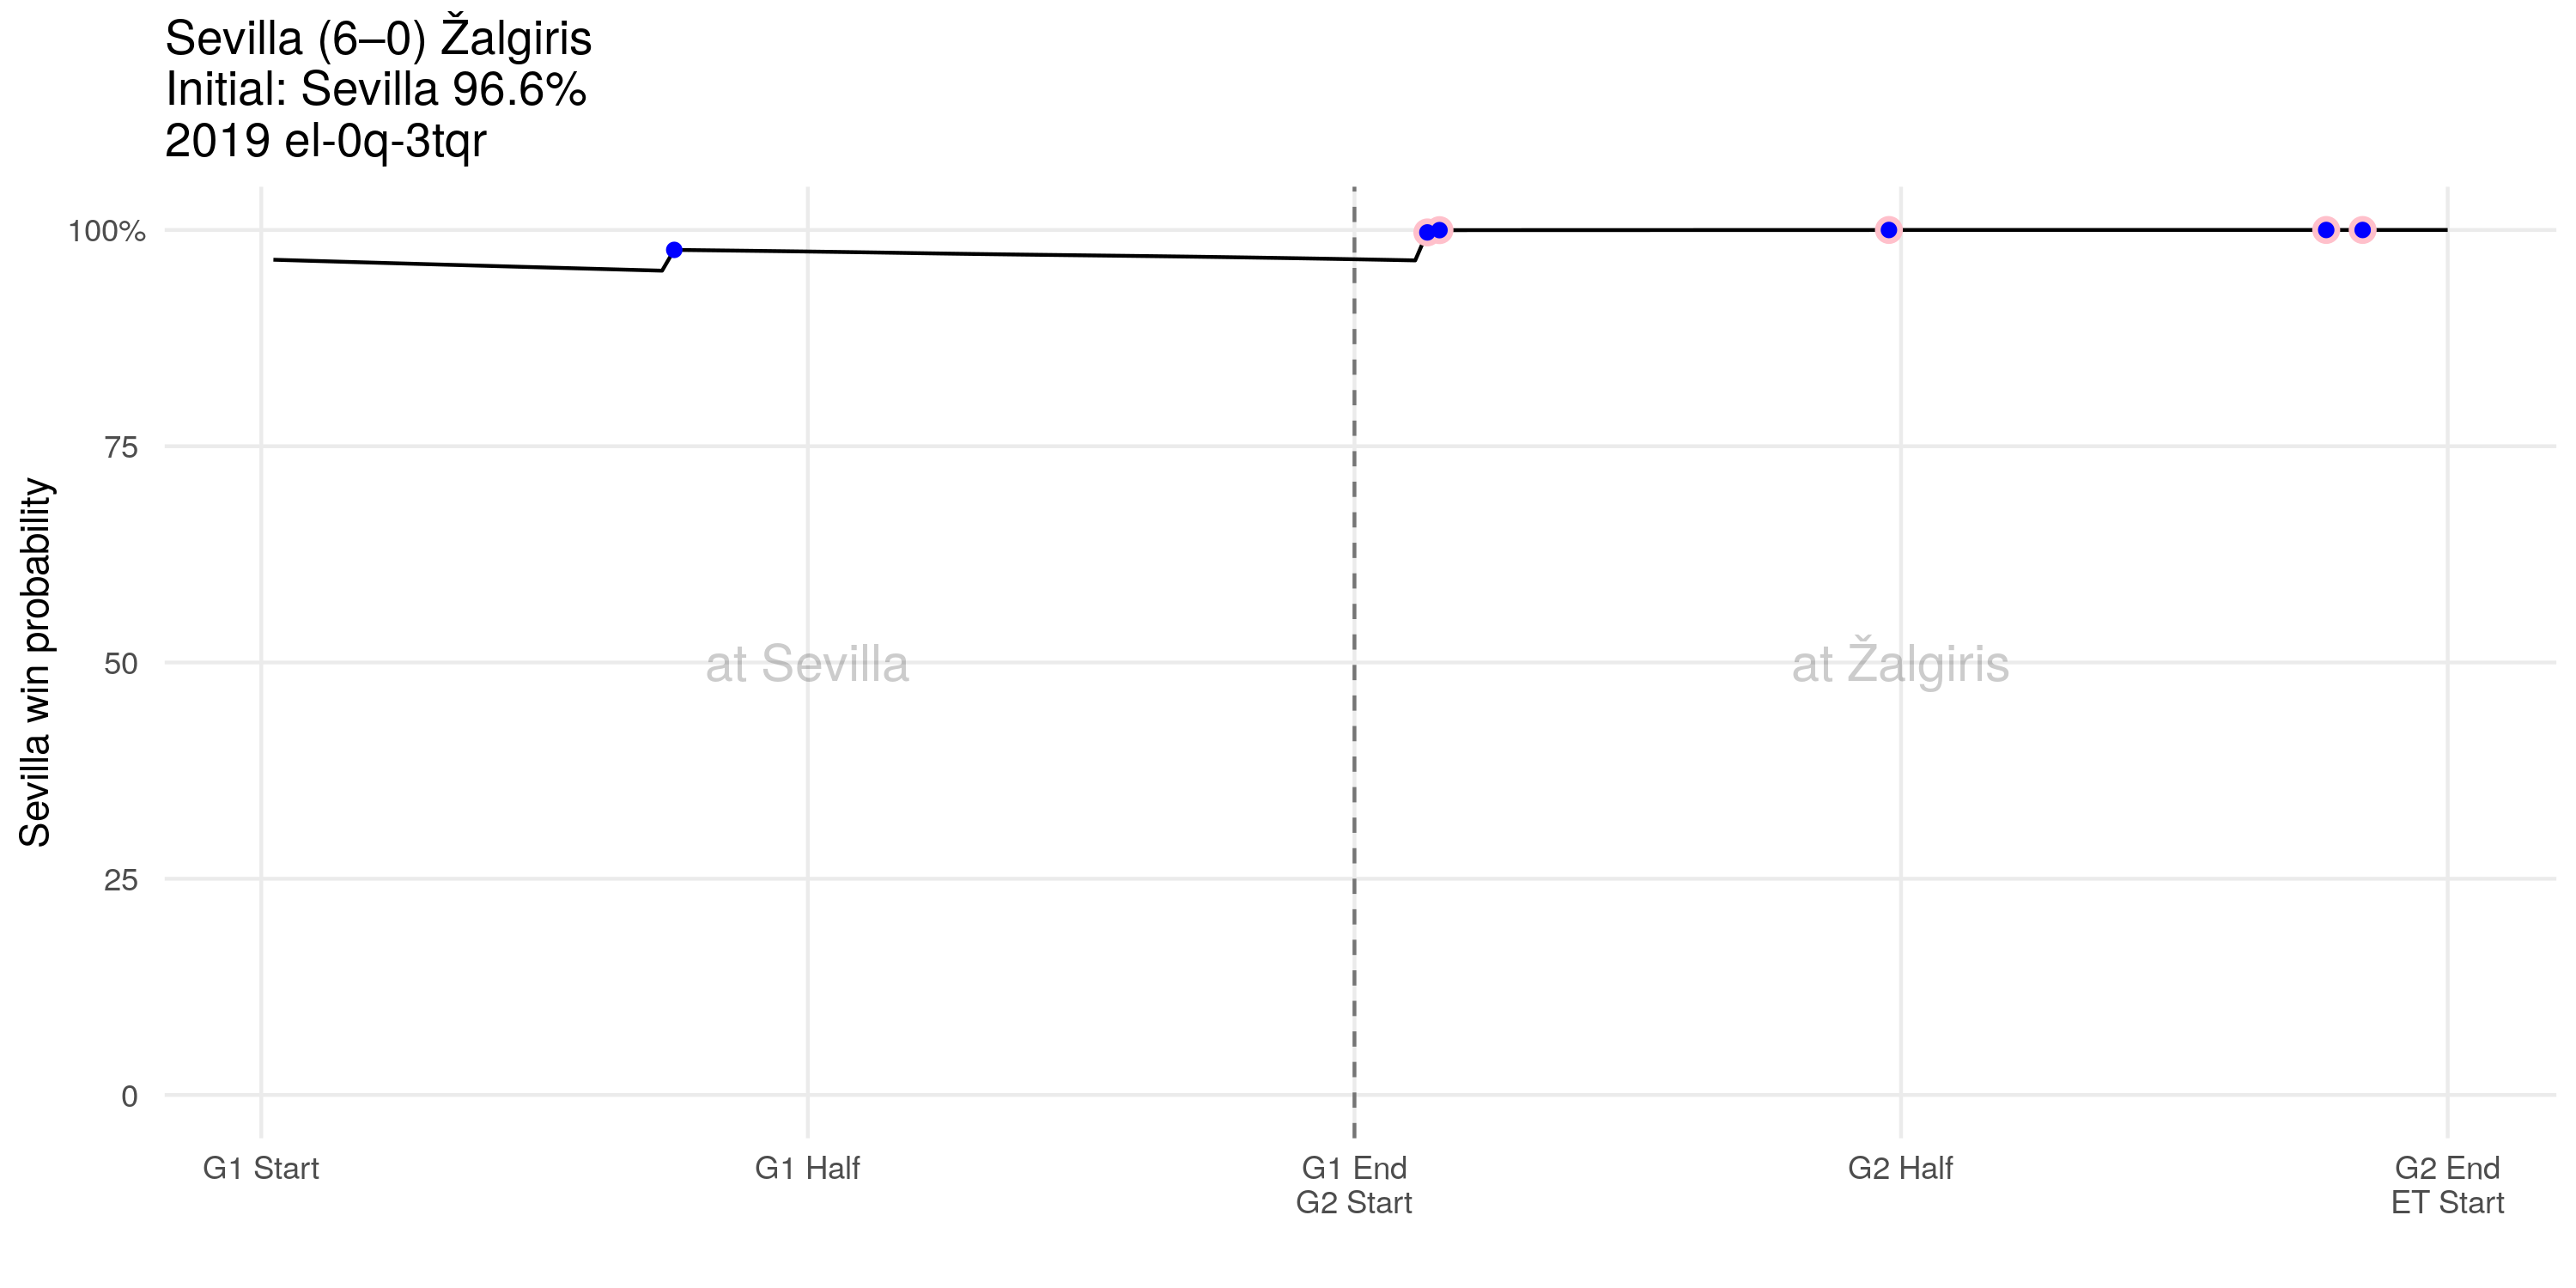 Sevilla (6–0) Žalgiris
Initial: Sevilla 96.6%
2019 el-0q-3tqr
Sevilla win probability
100%
75
50
25
0
at Sevilla
at Žalgiris
G1 Start
G1 Half
G1 End
G2 Start
G2 Half
G2 End
ET Start